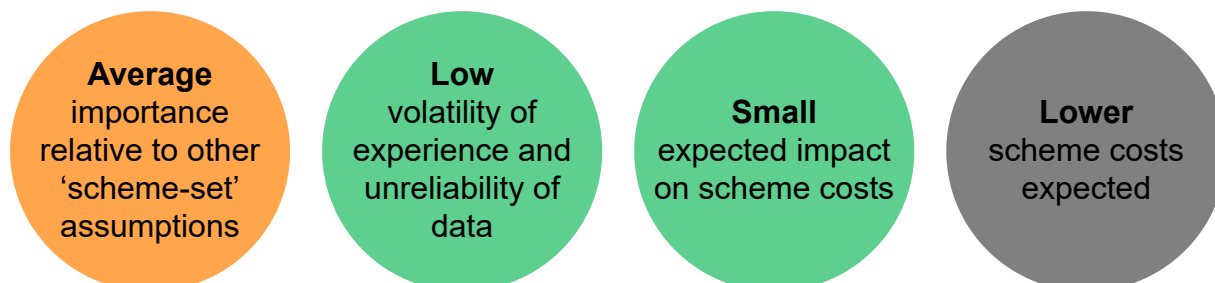 Average
importance
relative to other
‘scheme-set’
assumptions
Low
volatility of
experience and
unreliability of
data
Small
expected impact
on scheme costs
Lower
scheme costs
expected